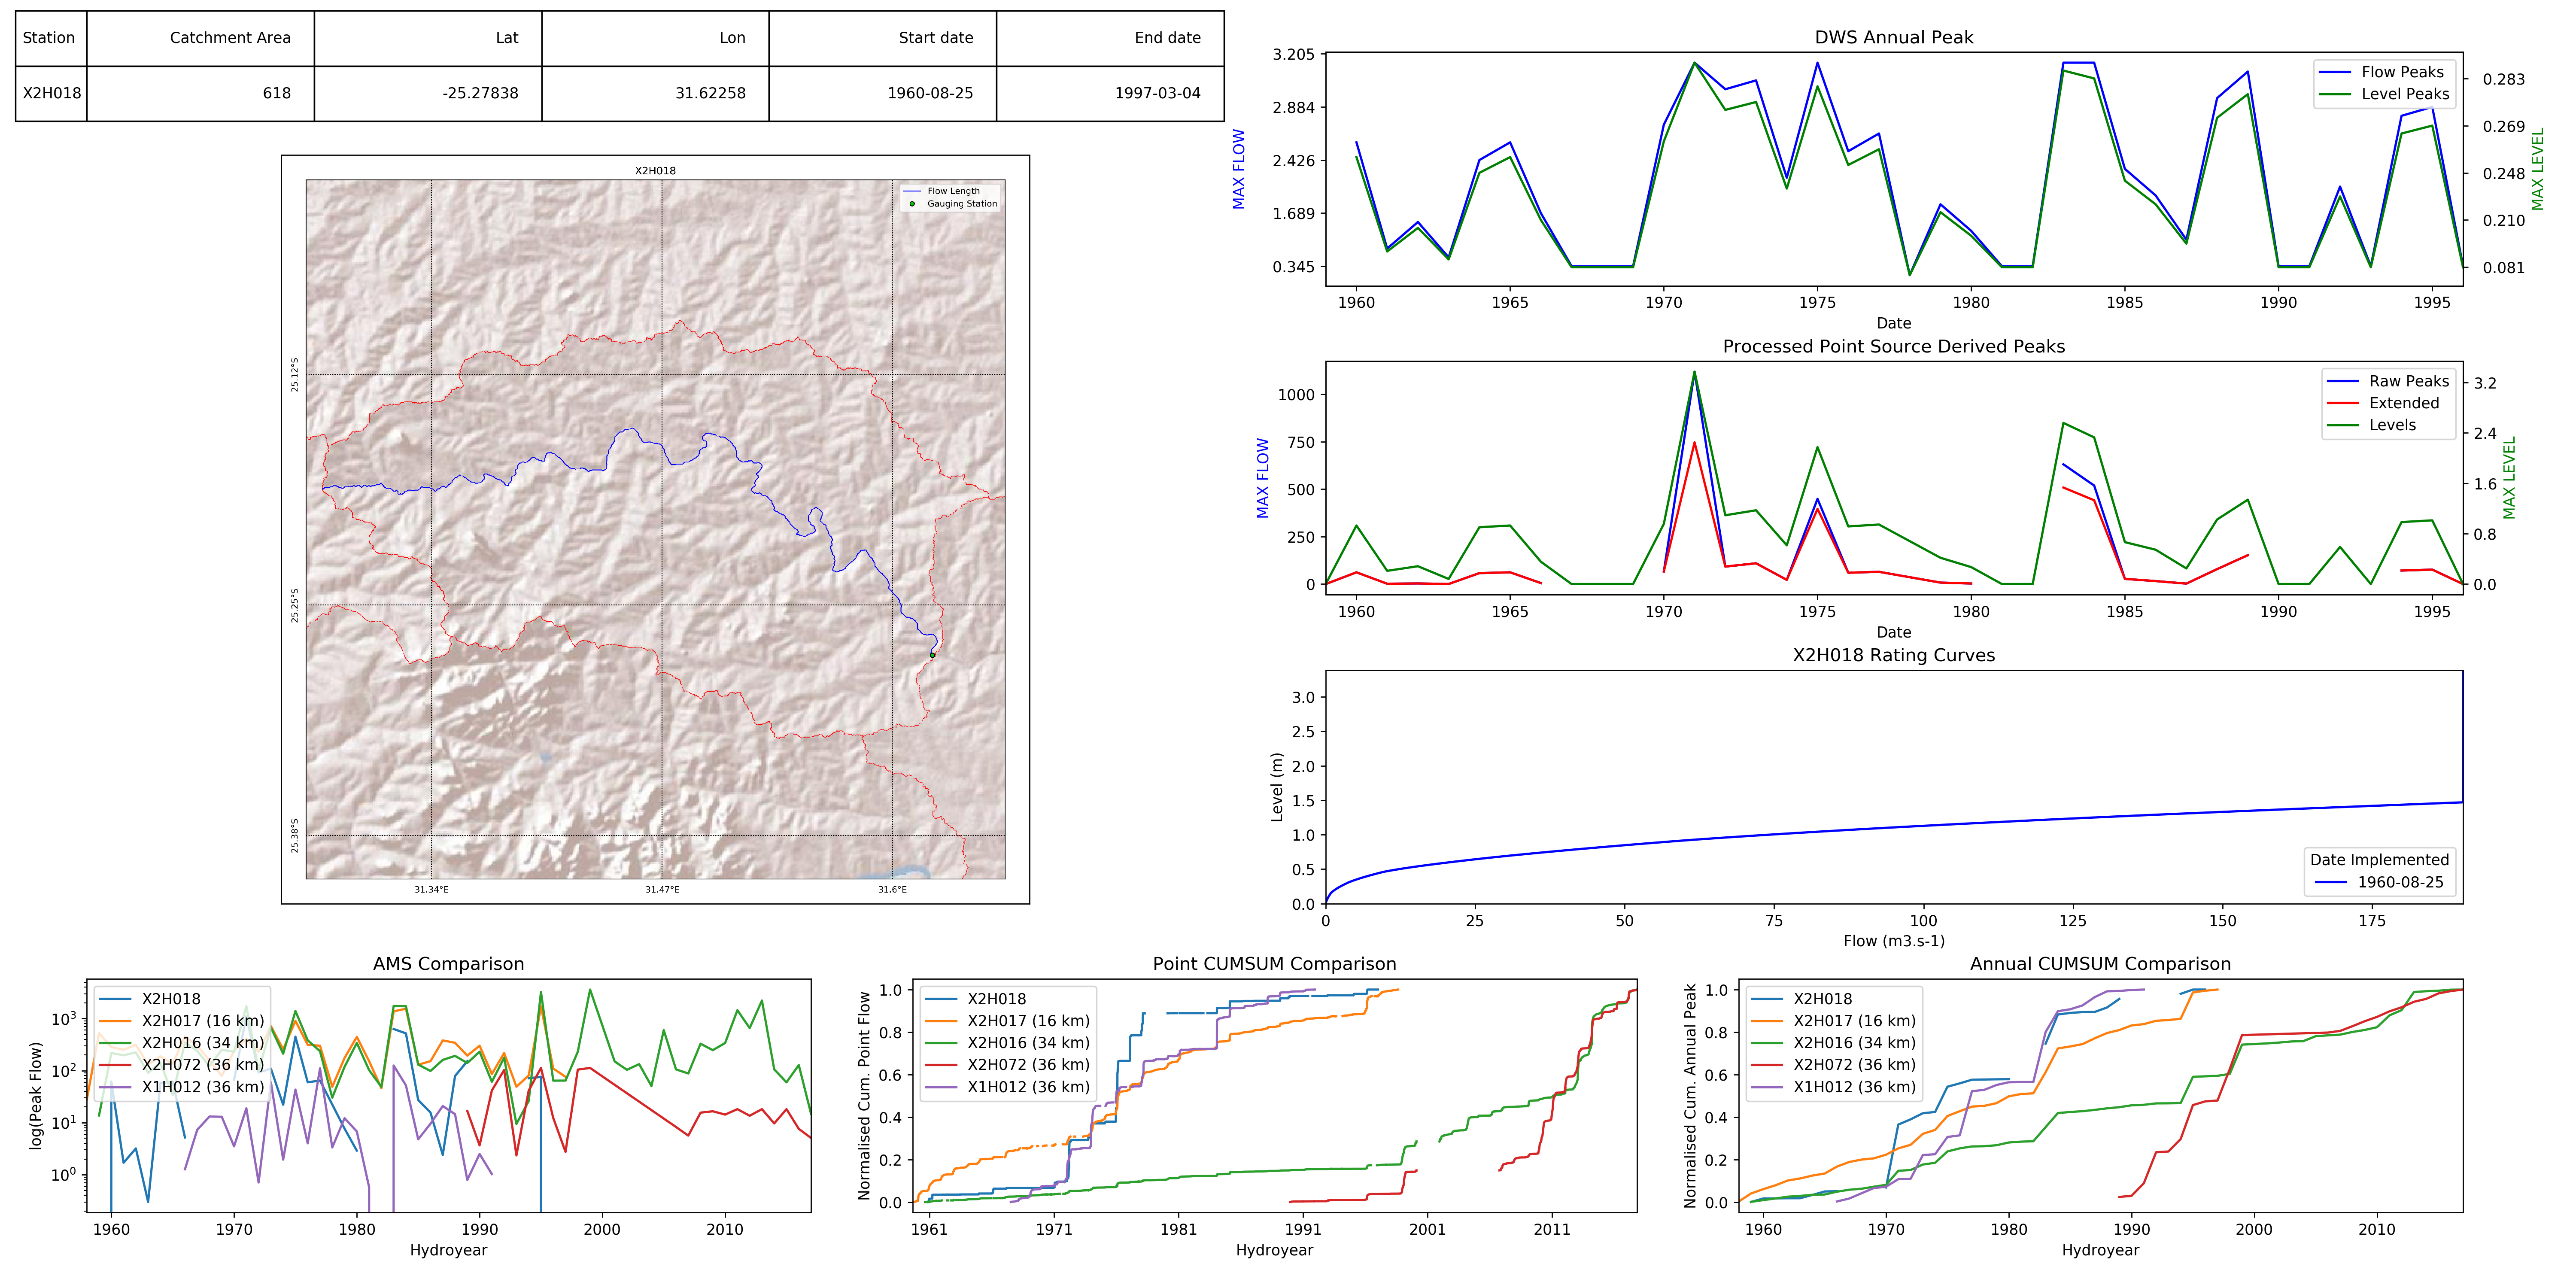 Station Catchment Area Lat Lon Start date End date
X2H018 618 -25.27838 31.62258 1960-08-25 1997-03-04
X2H018
Flow Length
Gauging Station
25.12°S
25.25°S
25.38°S
31.34°E 31.47°E 31.6°E
DWS Annual Peak
Flow Peaks
Level Peaks
MAX FLOW
3.205
2.884
2.426
1.689
0.345
MAX LEVEL
0.283
0.269
0.248
0.210
0.081
1960 1965 1970 1975 1980 1985 1990 1995
Date
Processed Point Source Derived Peaks
Raw Peaks
Extended
Levels
MAX FLOW
1000
750
500
250
0
MAX LEVEL
3.2
2.4
1.6
0.8
0.0
1960 1965 1970 1975 1980 1985 1990 1995
Date
X2H018 Rating Curves
Level (m)
3.0
2.5
2.0
1.5
1.0
0.5
0.0
Date Implemented
1960-08-25
0 25 50 75 100 125 150 175
Flow (m3.s-1)
AMS Comparison
X2H018
X2H017 (16 km)
X2H016 (34 km)
X2H072 (36 km)
X1H012 (36 km)
log(Peak Flow)
10³
10²
10¹
10⁰
1960 1970 1980 1990 2000 2010
Hydroyear
Point CUMSUM Comparison
X2H018
X2H017 (16 km)
X2H016 (34 km)
X2H072 (36 km)
X1H012 (36 km)
Normalised Cum. Point Flow
1.0
0.8
0.6
0.4
0.2
0.0
1961 1971 1981 1991 2001 2011
Hydroyear
Annual CUMSUM Comparison
X2H018
X2H017 (16 km)
X2H016 (34 km)
X2H072 (36 km)
X1H012 (36 km)
Normalised Cum. Annual Peak
1.0
0.8
0.6
0.4
0.2
0.0
1960 1970 1980 1990 2000 2010
Hydroyear